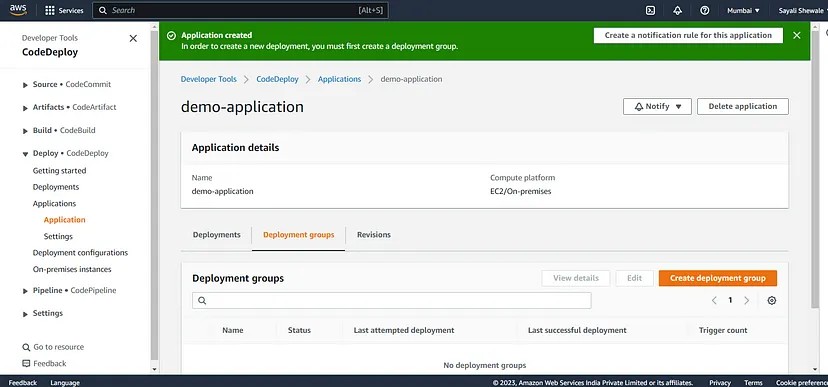 aws Services Search [Alt+S] Mumbai Sayali Shewale
Developer Tools
CodeDeploy
Source • CodeCommit
Artifacts • CodeArtifact
Build • CodeBuild
Deploy • CodeDeploy
Getting started
Deployments
Applications
Application
Settings
Deployment configurations
On-premises instances
Pipeline • CodePipeline
Settings
Go to resource
Feedback
Application created
In order to create a new deployment, you must first create a deployment group.
Create a notification rule for this application
Developer Tools CodeDeploy Applications demo-application
demo-application
Notify Delete application
Application details
Name Compute platform
demo-application EC2/On-premises
Deployments Deployment groups Revisions
Deployment groups View details Edit Create deployment group
1
Name Status Last attempted deployment Last successful deployment Trigger count
No deployment groups
Feedback Language © 2023, Amazon Web Services India Private Limited or its affiliates. Privacy Terms Cookie preferenc